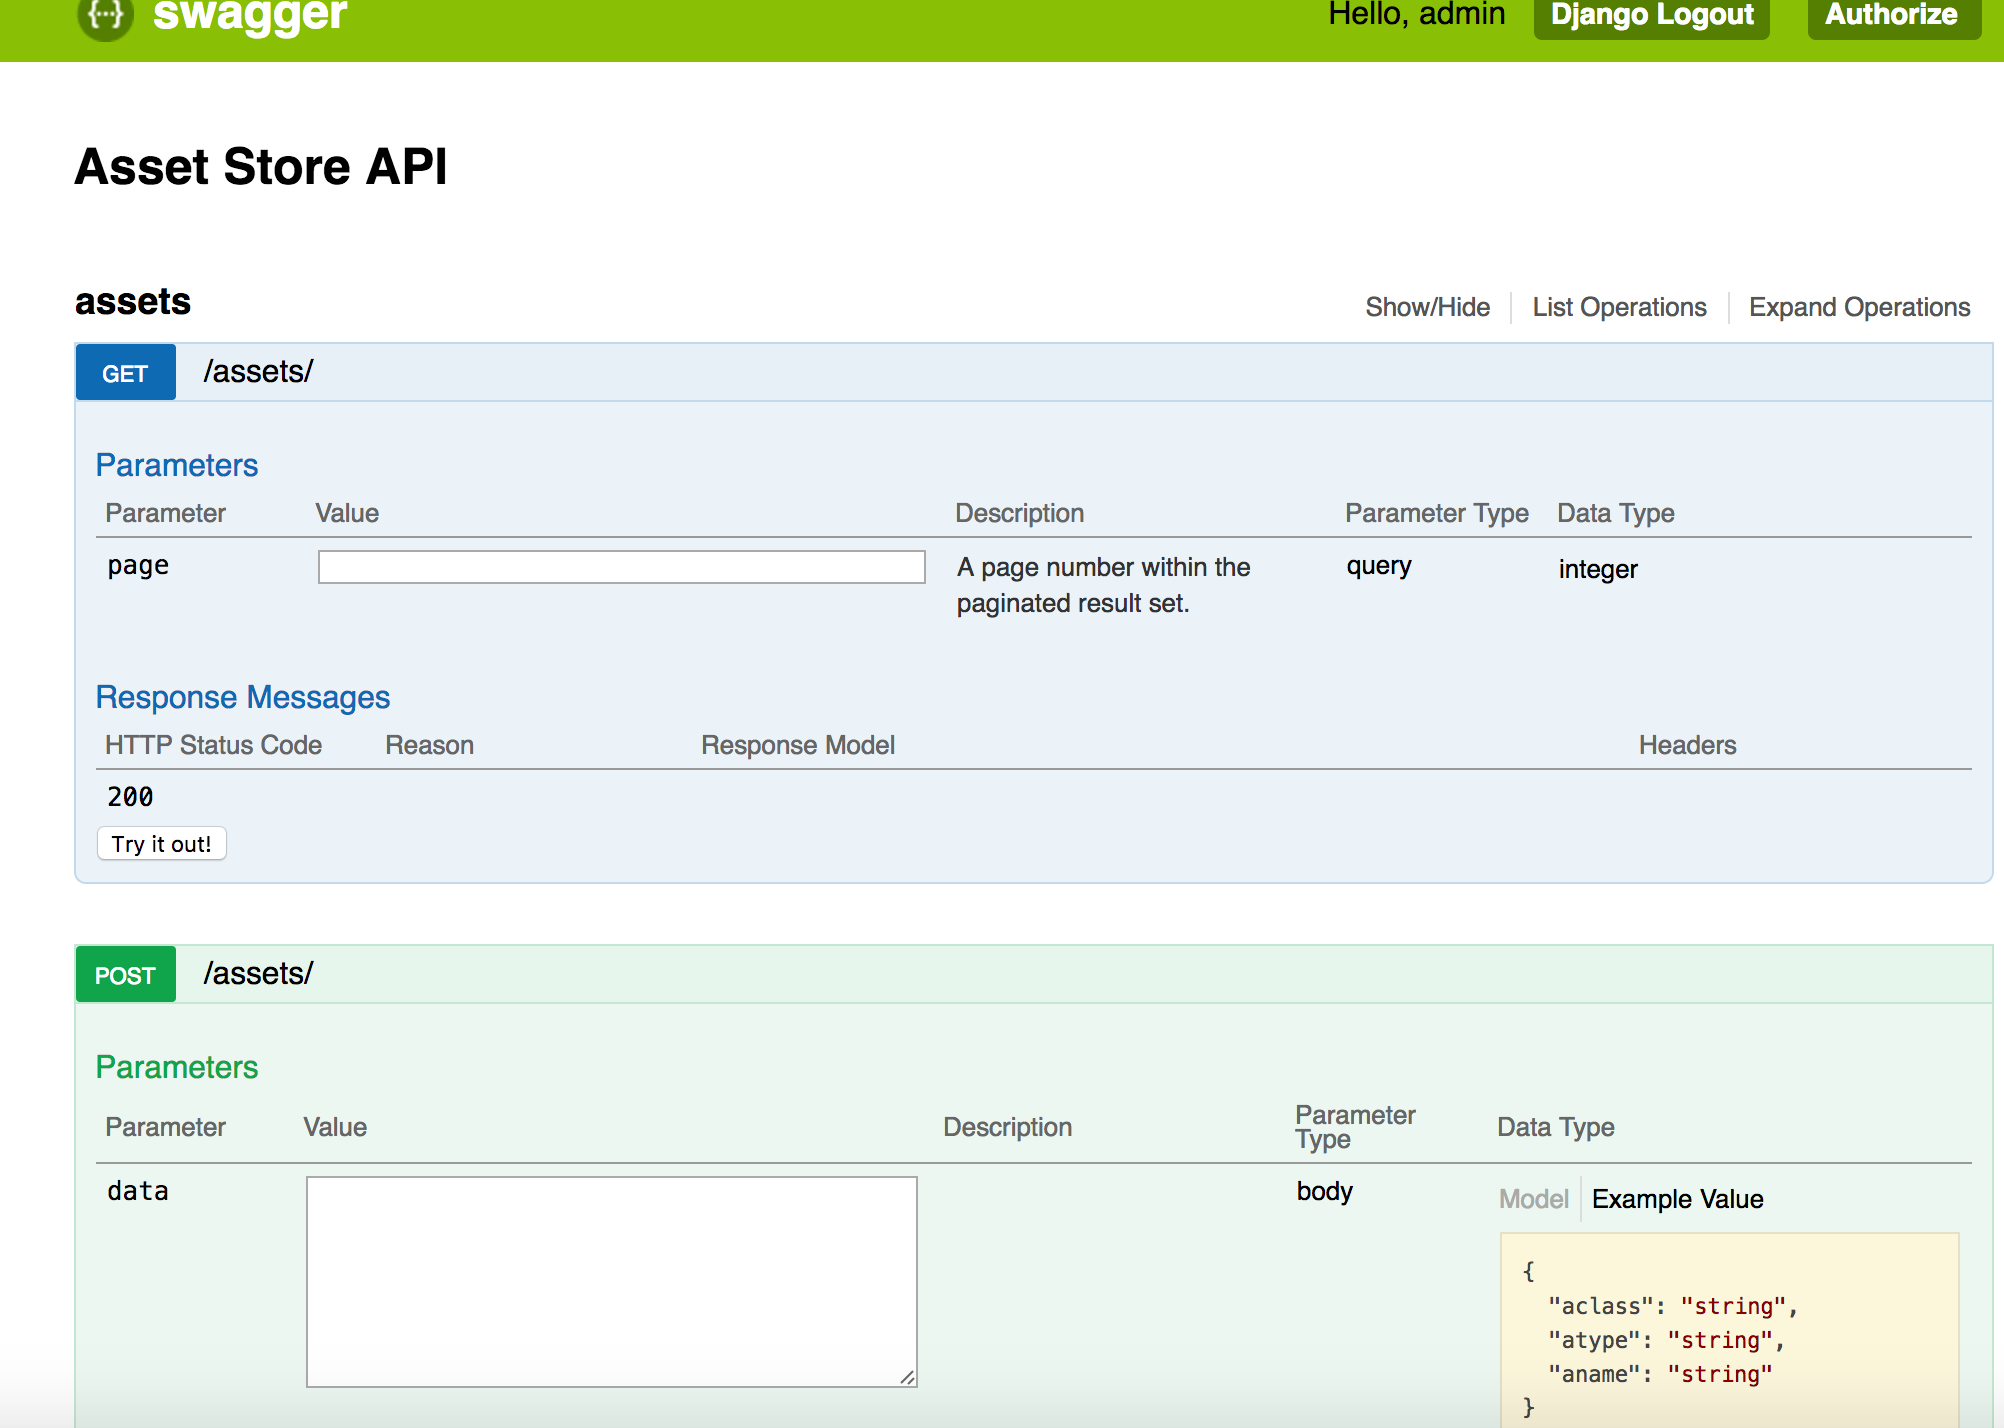 {···} swagger
Hello, admin Django Logout Authorize
Asset Store API
assets
Show/Hide List Operations Expand Operations
GET /assets/
Parameters
Parameter Value Description Parameter Type Data Type
page A page number within the query integer
paginated result set.
Response Messages
HTTP Status Code Reason Response Model Headers
200
Try it out!
POST /assets/
Parameters
Parameter Value Description Parameter Type Data Type
data body Model Example Value
{
"aclass": "string",
"atype": "string",
"aname": "string"
}